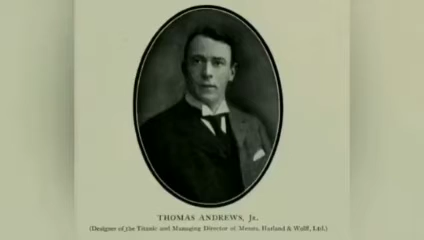 THOMAS ANDREWS, Jr.
(Designer of the Titanic and Managing Director of Messrs. Harland & Wolff, Ltd.)